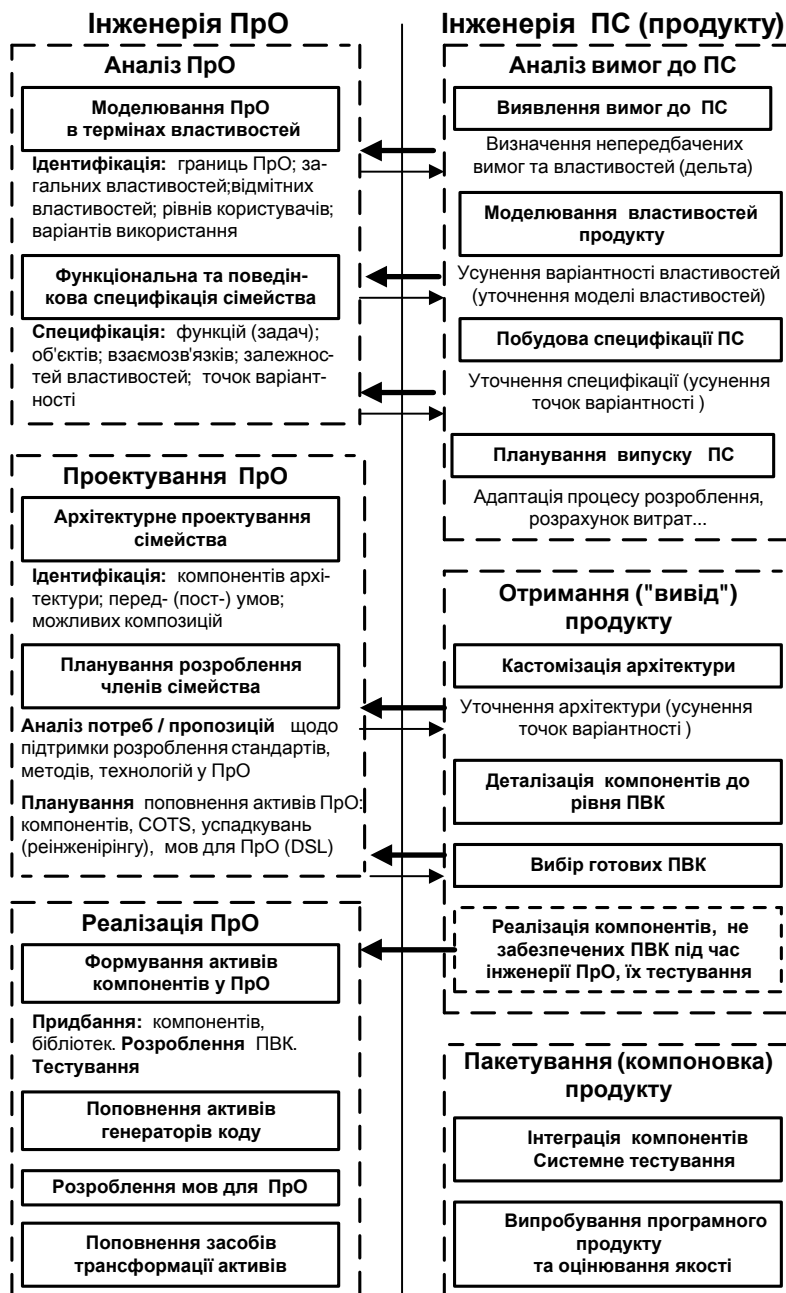 Інженерія ПрО
Аналіз ПрО
Моделювання ПрО
в термінах властивостей
Ідентифікація: границь ПрО; за-
гальних властивостей;відмітних
властивостей; рівнів користувачів;
варіантів використання
Функціональна та поведін-
кова специфікація сімейства
Специфікація: функцій (задач);
об'єктів; взаємозв'язків; залежнос-
тей властивостей; точок варіант-
ності
Проектування ПрО
Архітектурне проектування
сімейства
Ідентифікація: компонентів архі-
тектури; перед- (пост-) умов;
можливих композицій
Планування розроблення
членів сімейства
Аналіз потреб / пропозицій щодо
підтримки розроблення стандартів,
методів, технологій у ПрО
Планування поповнення активів ПрО:
компонентів, COTS, успадкувань
(реінженірінгу), мов для ПрО (DSL)
Реалізація ПрО
Формування активів
компонентів у ПрО
Придбання: компонентів,
бібліотек. Розроблення ПВК.
Тестування
Поповнення активів
генераторів коду
Розроблення мов для ПрО
Поповнення засобів
трансформації активів
Інженерія ПС (продукту)
Аналіз вимог до ПС
Виявлення вимог до ПС
Визначення непередбачених
вимог та властивостей (дельта)
Моделювання властивостей
продукту
Усунення варіантності властивостей
(уточнення моделі властивостей)
Побудова специфікації ПС
Уточнення специфікації (усунення
точок варіантності )
Планування випуску ПС
Адаптація процесу розроблення,
розрахунок витрат...
Отримання ("вивід")
продукту
Кастомізація архітектури
Уточнення архітектури (усунення
точок варіантності )
Деталізація компонентів до
рівня ПВК
Вибір готових ПВК
Реалізація компонентів, не
забезпечених ПВК під час
інженерії ПрО, їх тестування
Пакетування (компоновка)
продукту
Інтеграція компонентів
Системне тестування
Випробування програмного
продукту
та оцінювання якості